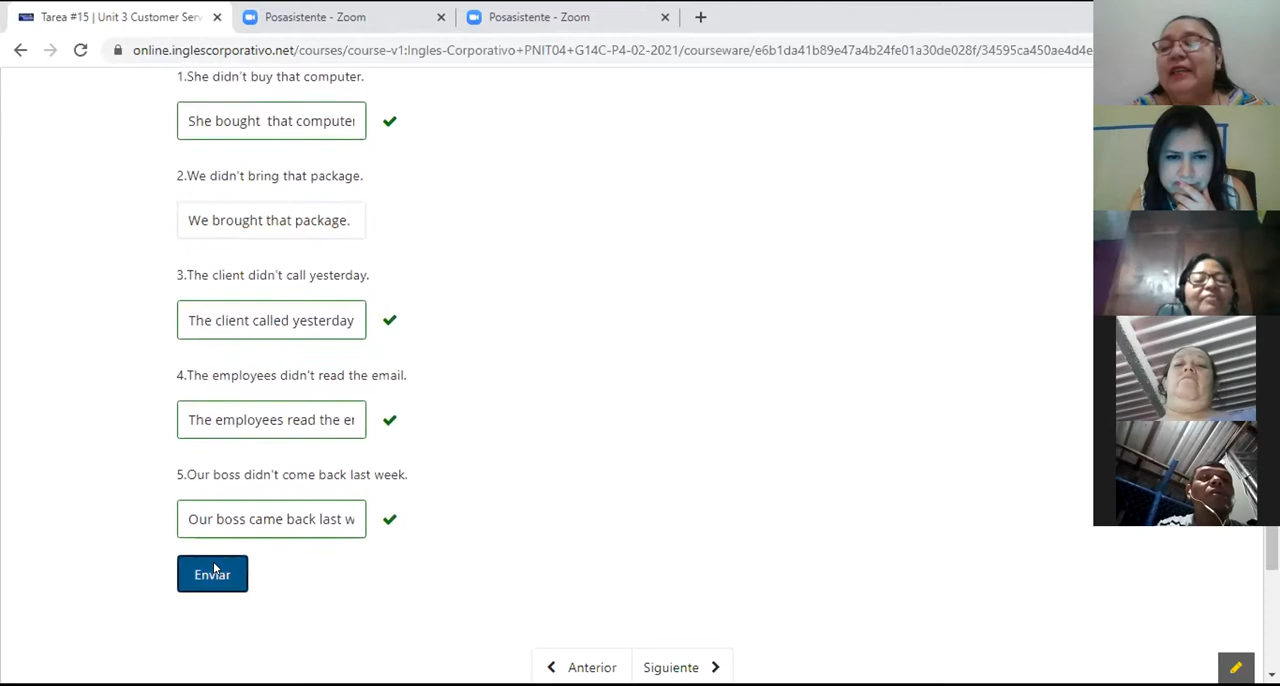 Tarea #15 | Unit 3 Customer Serv
Posasistente - Zoom
Posasistente - Zoom
online.inglescorporativo.net/courses/course-v1:Ingles-Corporativo+PNIT04+G14C-P4-02-2021/courseware/e6b1da41b89e47a4b24fe01a30de028f/34595ca450ae4d4e
1.She didn't buy that computer.
She bought  that computer
2.We didn't bring that package.
We brought that package.
3.The client didn't call yesterday.
The client called yesterday
4.The employees didn't read the email.
The employees read the er
5.Our boss didn't come back last week.
Our boss came back last w
Enviar
Anterior
Siguiente